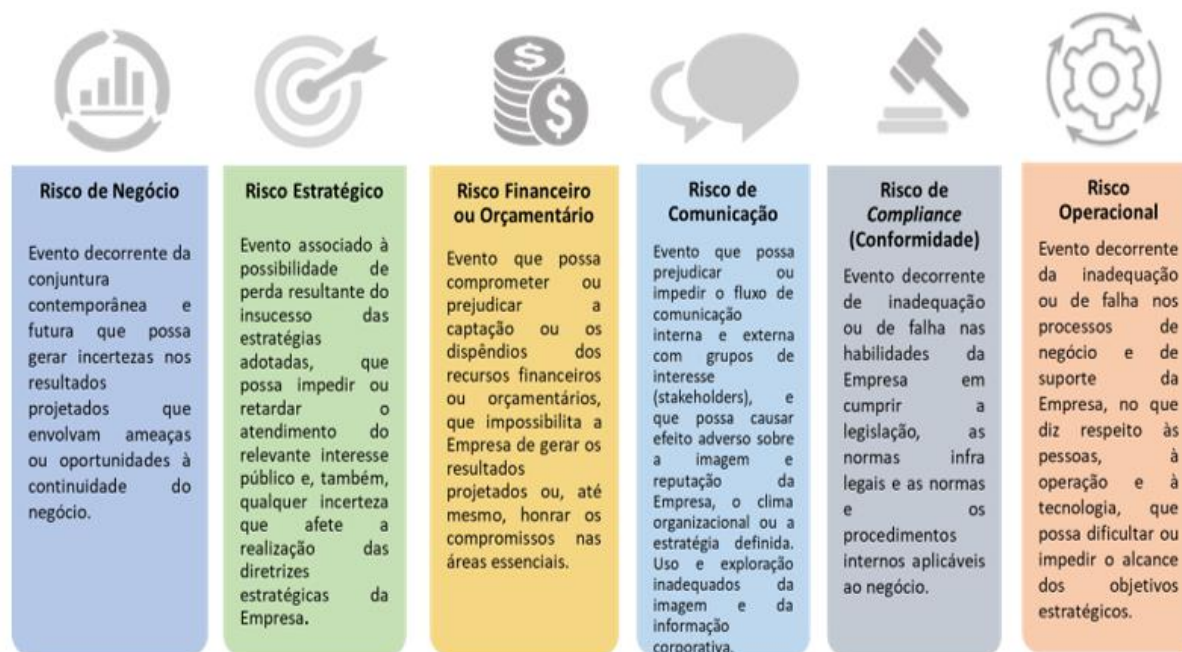 $
$
Risco de Negócio
Evento decorrente da
conjuntura
contemporânea e
futura que possa
gerar incertezas nos
resultados
projetados que
envolvam ameaças
ou oportunidades à
continuidade do
negócio.
Risco Estratégico
Evento associado à
possibilidade de
perda resultante do
insucesso das
estratégias
adotadas, que
possa impedir ou
retardar o
atendimento do
relevante interesse
público e, também,
qualquer incerteza
que afete a
realização das
diretrizes
estratégicas da
Empresa.
Risco Financeiro
ou Orçamentário
Evento que possa
comprometer ou
prejudicar a
captação ou os
dispêndios dos
recursos financeiros
ou orçamentários,
que impossibilita a
Empresa de gerar os
resultados
projetados ou, até
mesmo, honrar os
compromissos nas
áreas essenciais.
Risco de
Comunicação
Evento que possa
prejudicar ou
impedir o fluxo de
comunicação
interna e externa
com grupos de
interesse
(stakeholders), e
que possa causar
efeito adverso sobre
a imagem e
reputação da
Empresa, o clima
organizacional ou a
estratégia definida.
Uso e exploração
inadequados da
imagem e da
informação
corporativa.
Risco de
Compliance
(Conformidade)
Evento decorrente
de inadequação
ou de falha nas
habilidades da
Empresa em
cumprir a
legislação, as
normas infra
legais e as normas
e os
procedimentos
internos aplicáveis
ao negócio.
Risco
Operacional
Evento decorrente
da inadequação
ou de falha nos
processos de
negócio e de
suporte da
Empresa, no que
diz respeito às
pessoas, à
operação e à
tecnologia, que
possa dificultar ou
impedir o alcance
dos objetivos
estratégicos.